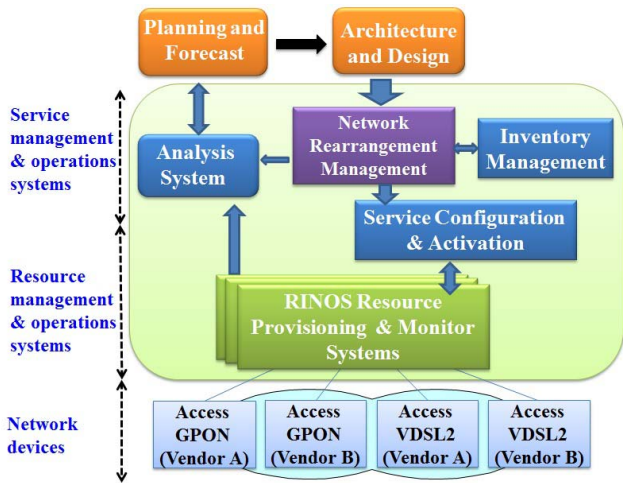 Planning and
Forecast
Architecture
and Design
Service
management
& operations
systems
Analysis
System
Network
Rearrangement
Management
Inventory
Management
Service Configuration
& Activation
Resource
management
& operations
systems
RINOS Resource
Provisioning & Monitor
Systems
Network
devices
Access
GPON
(Vendor A)
Access
GPON
(Vendor B)
Access
VDSL2
(Vendor A)
Access
VDSL2
(Vendor B)